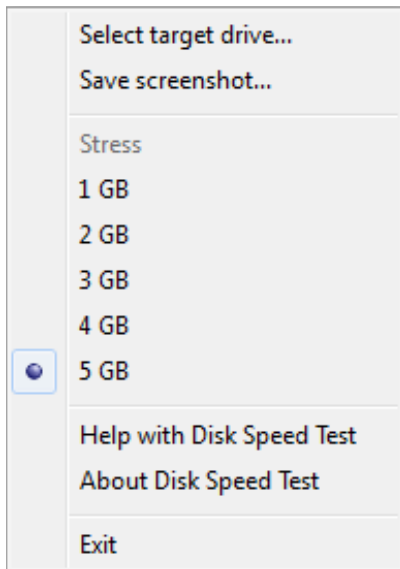 Select target drive...
Save screenshot...
Stress
1 GB
2 GB
3 GB
4 GB
5 GB
Help with Disk Speed Test
About Disk Speed Test
Exit